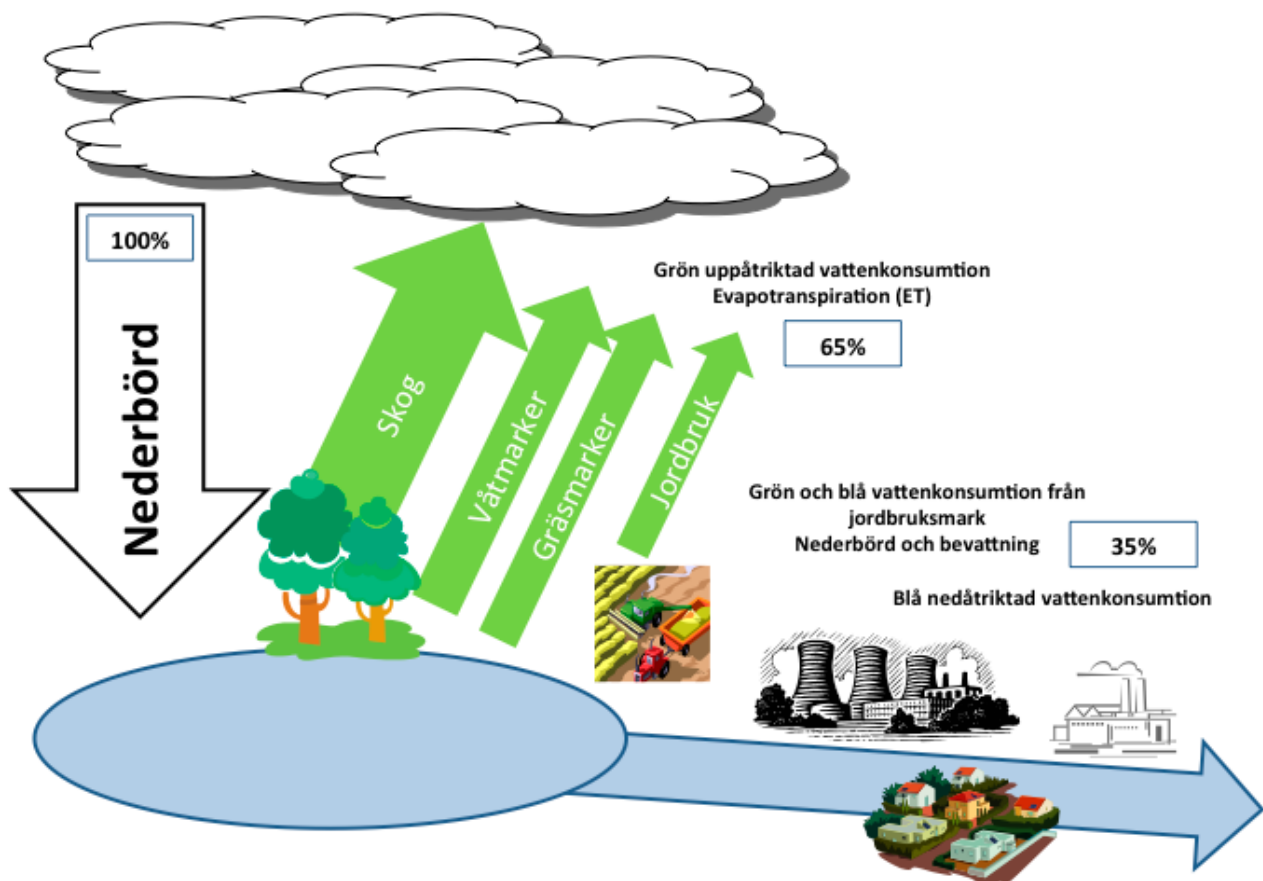 100%
Nederbörd
Skog
Våtmarker
Gräsmarker
Jordbruk
Grön uppåtriktad vattenkonsumtion
Evapotranspiration (ET)
65%
Grön och blå vattenkonsumtion från
jordbruksmark
Nederbörd och bevattning
35%
Blå nedåtriktad vattenkonsumtion